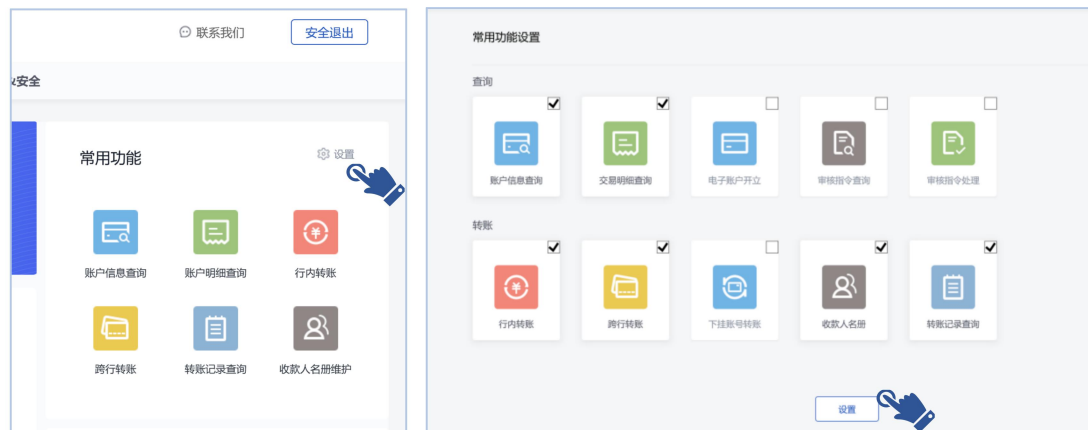 联系我们
安全退出
&安全
常用功能
设置
账户信息查询
账户明细查询
行内转账
跨行转账
转账记录查询
收款人名册维护
常用功能设置
查询
账户信息查询
交易明细查询
电子账户开立
审核指令查询
审核指令处理
转账
行内转账
跨行转账
下挂账号转账
收款人名册
转账记录查询
设置